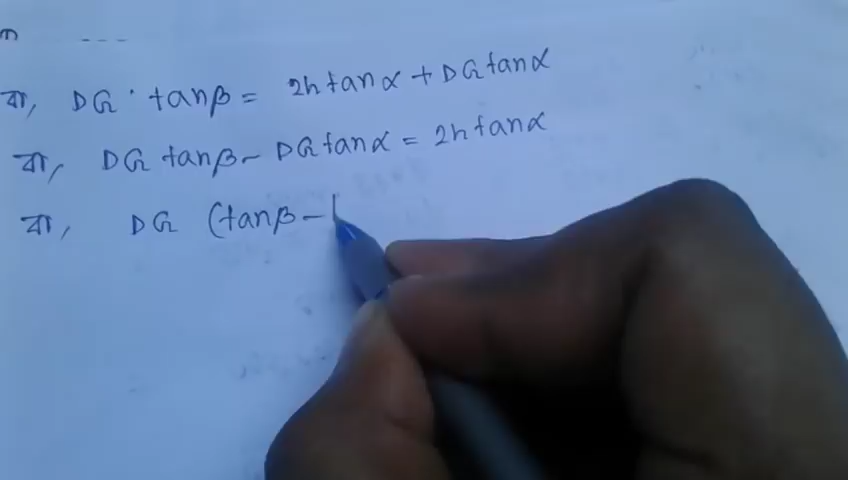 ---
বা, DG · tanβ = 2h tanα + DG tanα
বা, DG tanβ - DG tanα = 2h tanα
বা, DG (tanβ -